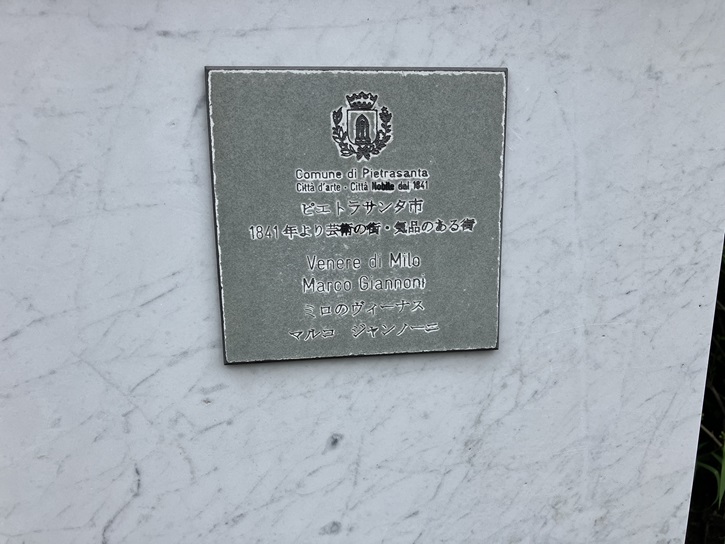 Comune di Pietrasanta
Città d'arte · Città Nobile dal 1841
ピエトラサンタ市
1841年より芸術の街・気品のある街
Venere di Milo
Marco Giannoni
ミロのヴィーナス
マルコ ジャンノーニ